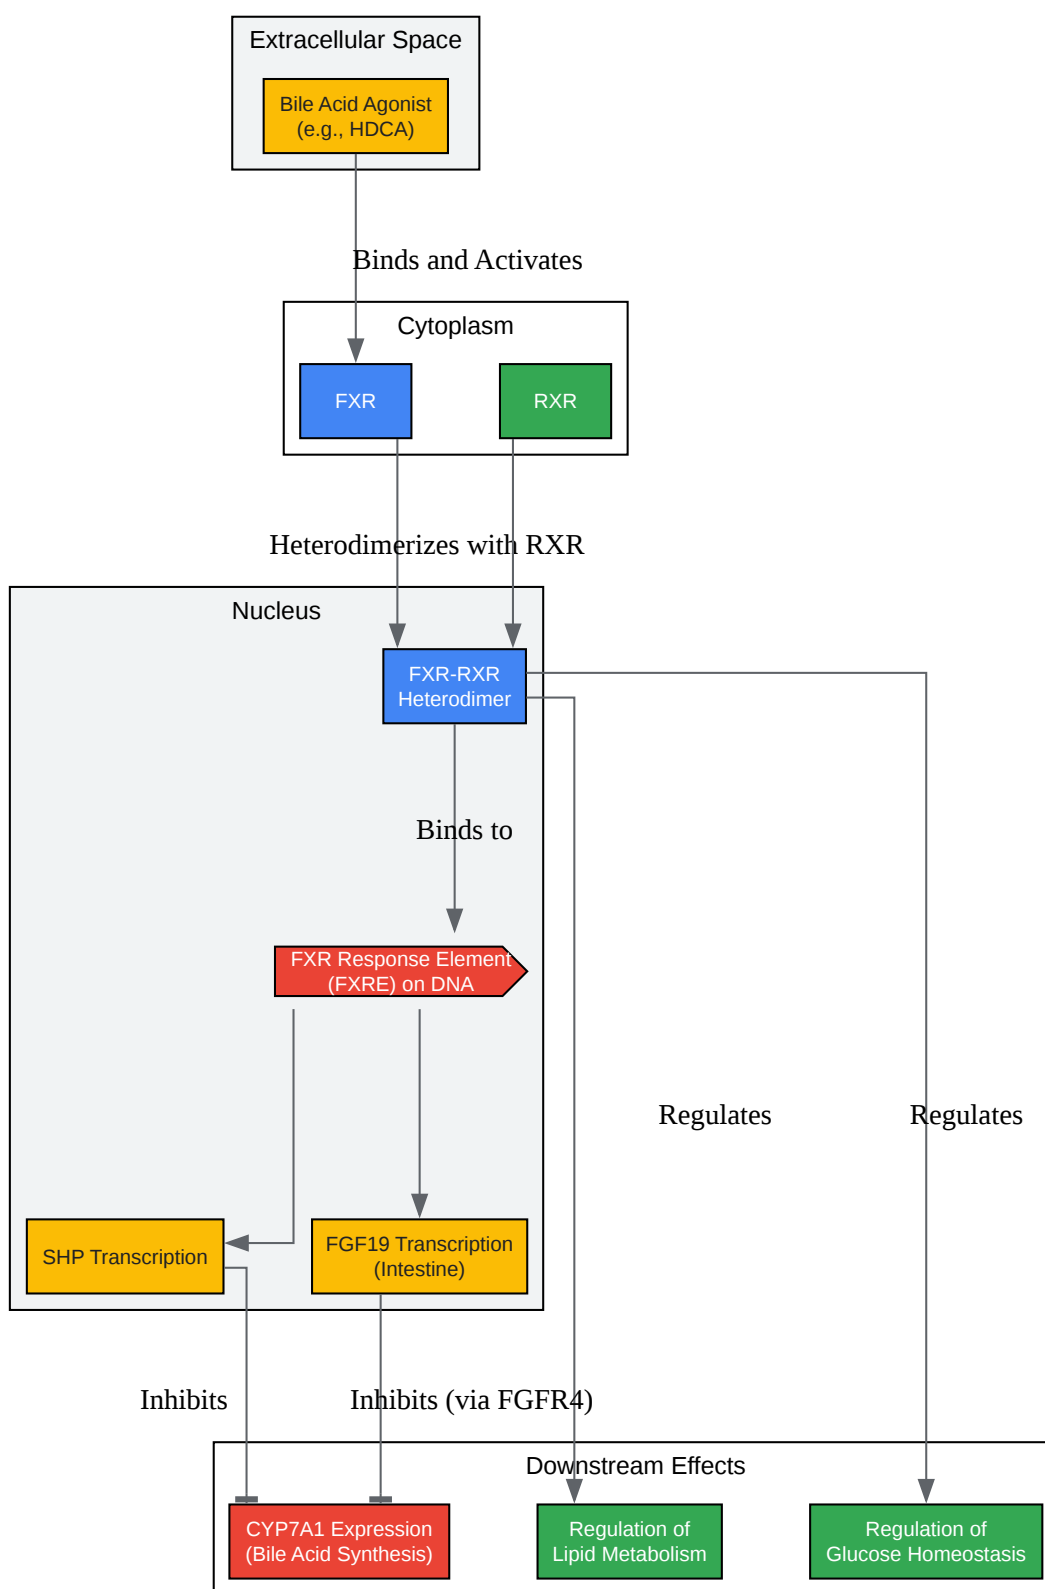 Extracellular Space
Bile Acid Agonist
(e.g., HDCA)
Binds and Activates
Cytoplasm
FXR
RXR
Heterodimerizes with RXR
Nucleus
FXR-RXR
Heterodimer
Binds to
FXR Response Element
(FXRE) on DNA
Regulates
Regulates
SHP Transcription
FGF19 Transcription
(Intestine)
Inhibits
Inhibits (via FGFR4)
Downstream Effects
CYP7A1 Expression
(Bile Acid Synthesis)
Regulation of
Lipid Metabolism
Regulation of
Glucose Homeostasis